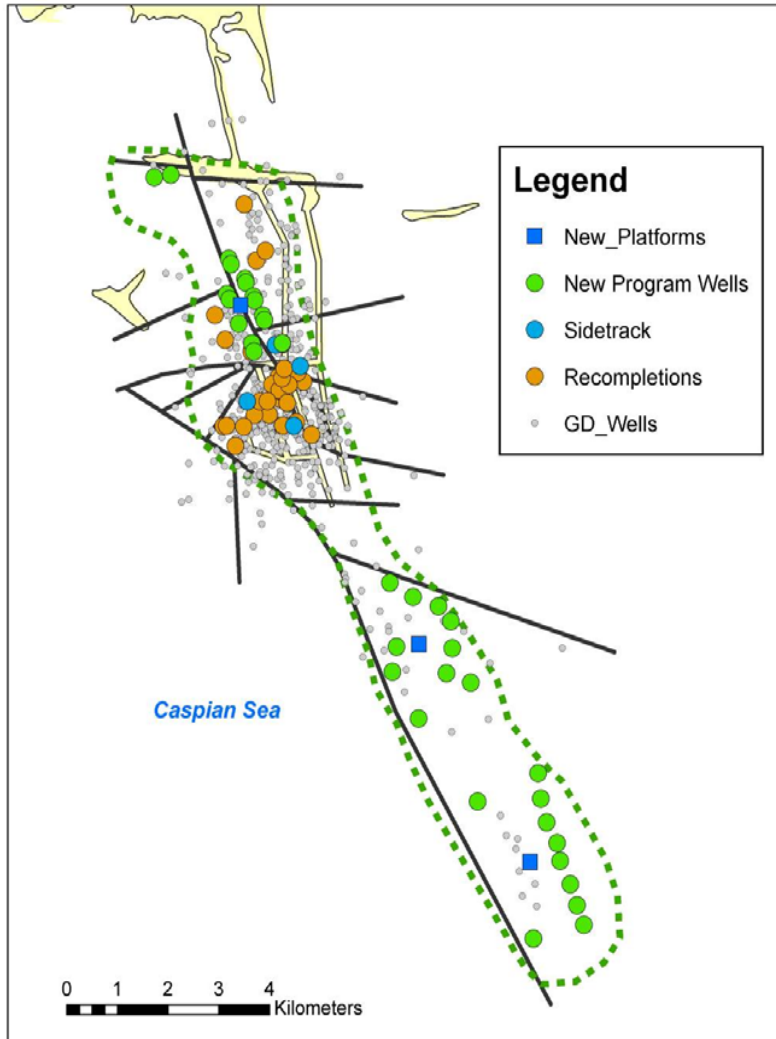 Legend
New_Platforms
New Program Wells
Sidetrack
Recompletions
GD_Wells
Caspian Sea
0 1 2 3 4
Kilometers